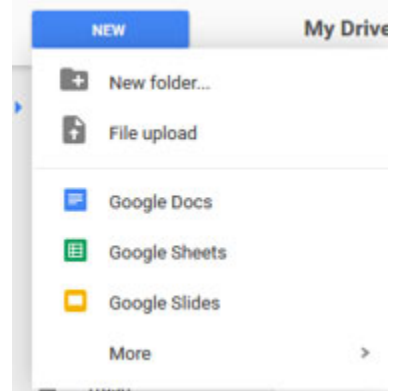 NEW My Drive
New folder...
File upload
Google Docs
Google Sheets
Google Slides
More >